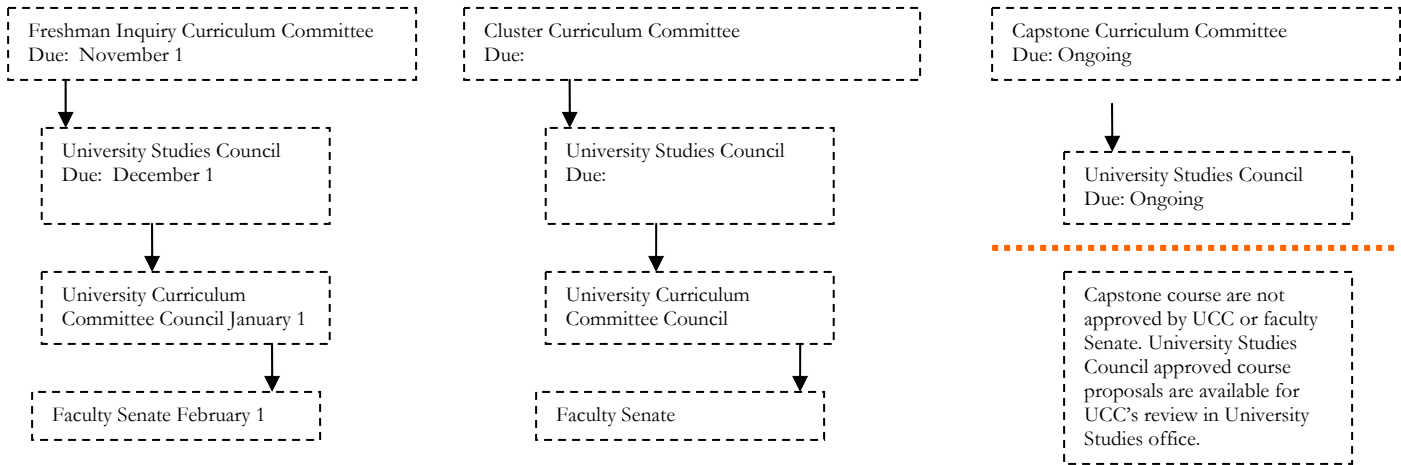 Freshman Inquiry Curriculum Committee
Due:  November 1
University Studies Council
Due:  December 1
University Curriculum
Committee Council January 1
Faculty Senate February 1
Cluster Curriculum Committee
Due:
University Studies Council
Due:
University Curriculum
Committee Council
Faculty Senate
Capstone Curriculum Committee
Due: Ongoing
University Studies Council
Due: Ongoing
Capstone course are not
approved by UCC or faculty
Senate. University Studies
Council approved course
proposals are available for
UCC’s review in University
Studies office.